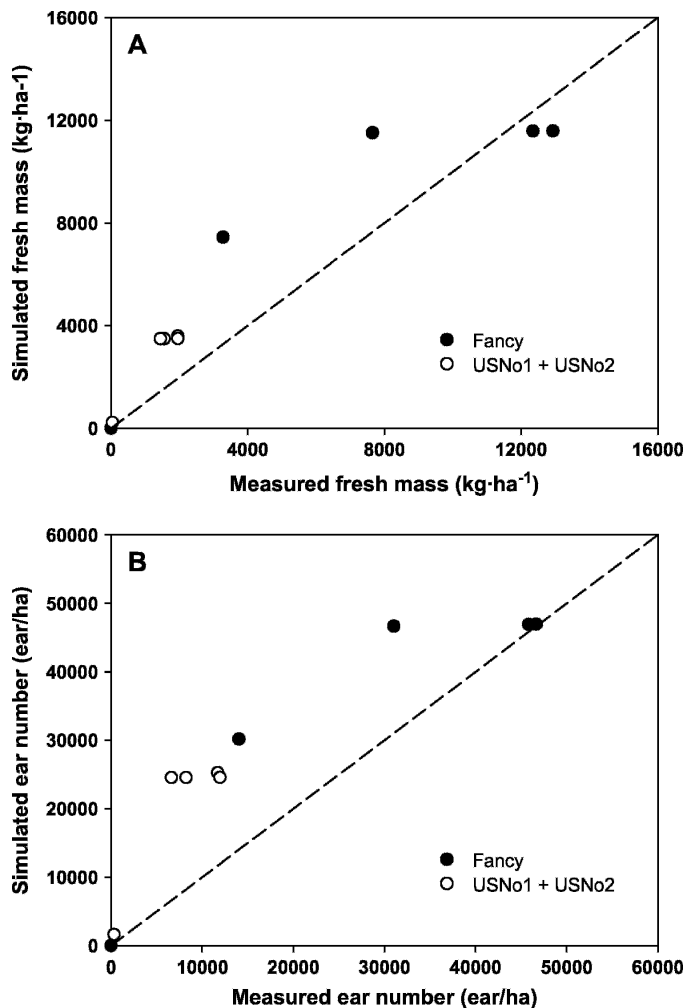 A
16000
12000
8000
4000
0
Simulated fresh mass (kg·ha-1)
Fancy
USNo1 + USNo2
0 4000 8000 12000 16000
Measured fresh mass (kg·ha-1)
B
60000
50000
40000
30000
20000
10000
0
Simulated ear number (ear/ha)
Fancy
USNo1 + USNo2
0 10000 20000 30000 40000 50000 60000
Measured ear number (ear/ha)